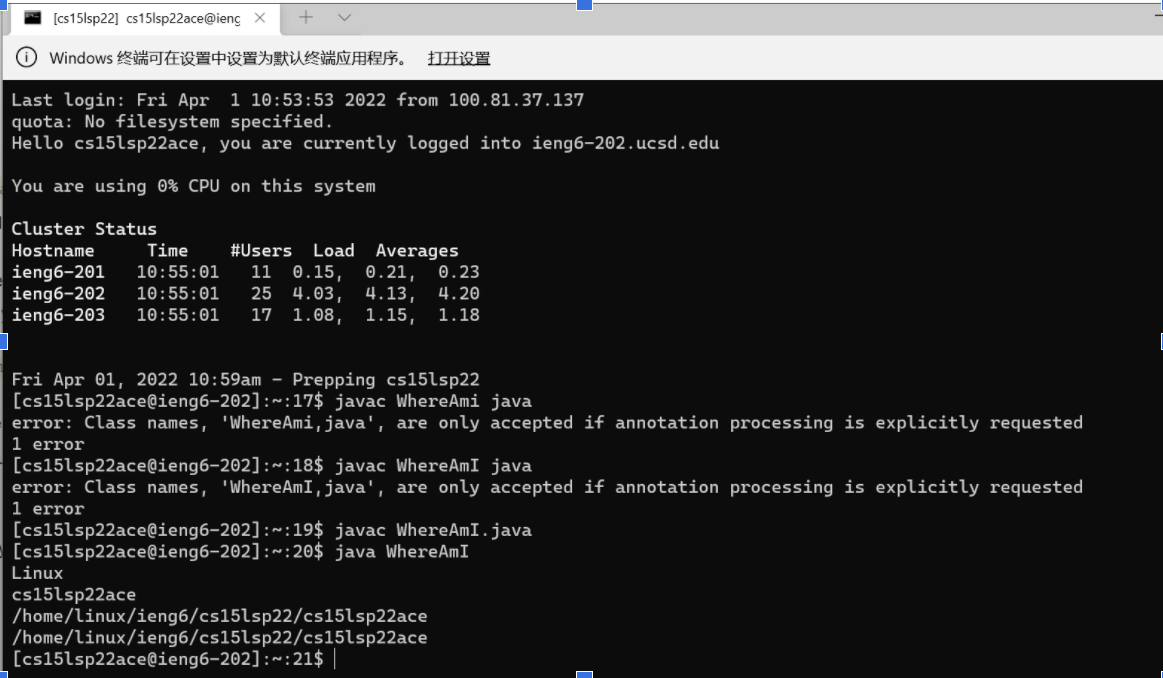 [cs15lsp22] cs15lsp22ace@ieng
Windows 终端可在设置中设置为默认终端应用程序。 打开设置
Last login: Fri Apr  1 10:53:53 2022 from 100.81.37.137
quota: No filesystem specified.
Hello cs15lsp22ace, you are currently logged into ieng6-202.ucsd.edu
You are using 0% CPU on this system
Cluster Status
Hostname     Time    #Users  Load  Averages
ieng6-201   10:55:01   11  0.15,  0.21,  0.23
ieng6-202   10:55:01   25  4.03,  4.13,  4.20
ieng6-203   10:55:01   17  1.08,  1.15,  1.18
Fri Apr 01, 2022 10:59am - Prepping cs15lsp22
[cs15lsp22ace@ieng6-202]:~:17$ javac WhereAmi java
error: Class names, 'WhereAmi,java', are only accepted if annotation processing is explicitly requested
1 error
[cs15lsp22ace@ieng6-202]:~:18$ javac WhereAmI java
error: Class names, 'WhereAmI,java', are only accepted if annotation processing is explicitly requested
1 error
[cs15lsp22ace@ieng6-202]:~:19$ javac WhereAmI.java
[cs15lsp22ace@ieng6-202]:~:20$ java WhereAmI
Linux
cs15lsp22ace
/home/linux/ieng6/cs15lsp22/cs15lsp22ace
/home/linux/ieng6/cs15lsp22/cs15lsp22ace
[cs15lsp22ace@ieng6-202]:~:21$